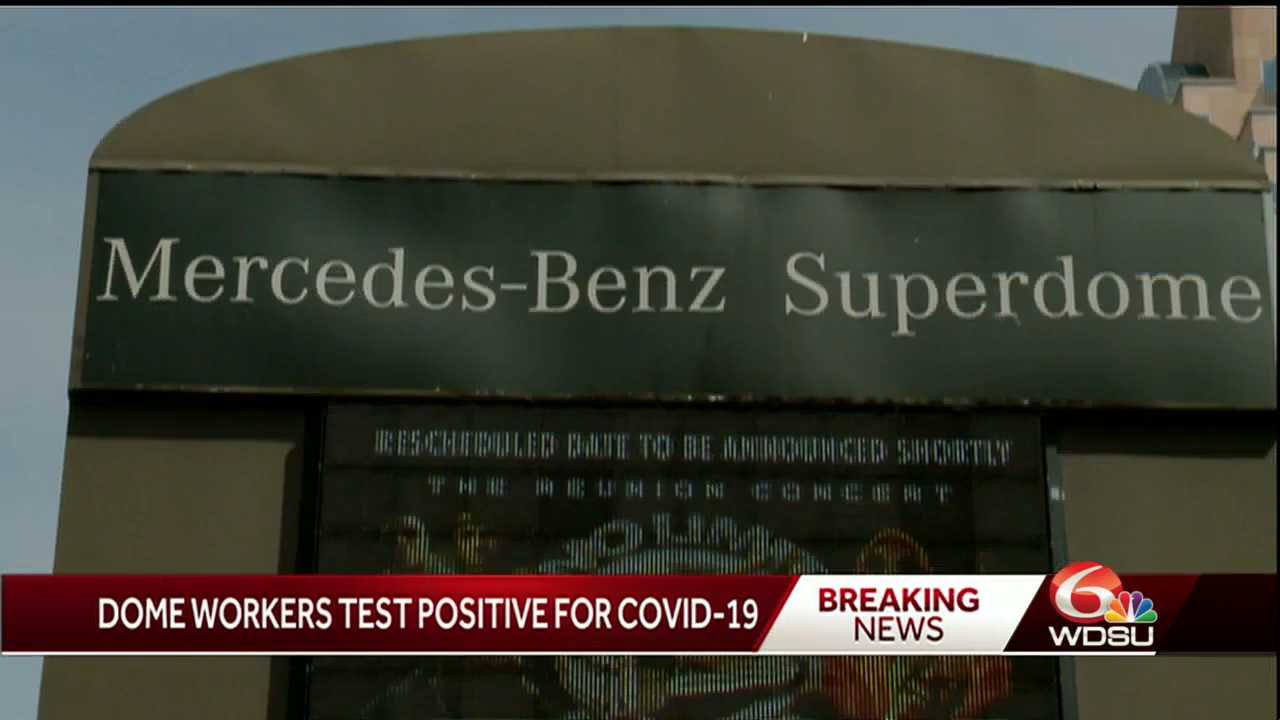 Mercedes-Benz Superdome
RESCHEDULED DATE TO BE ANNOUNCED SHORTLY
THE REUNION CONCERT
DOME WORKERS TEST POSITIVE FOR COVID-19
BREAKING
NEWS
6
WDSU